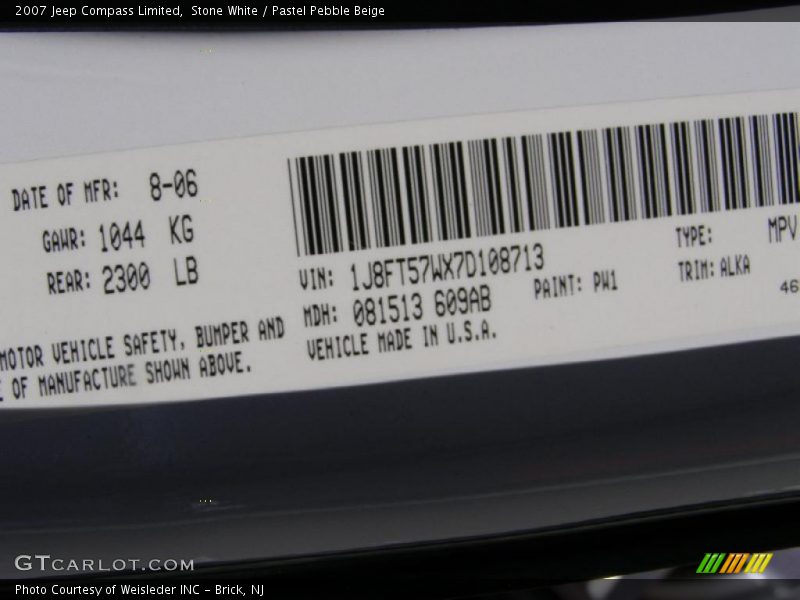 2007 Jeep Compass Limited,  Stone White / Pastel Pebble Beige
DATE OF MFR: 8-06
GAWR: 1044 KG
REAR: 2300 LB
MOTOR VEHICLE SAFETY, BUMPER AND
OF MANUFACTURE SHOWN ABOVE.
VIN: 1J8FT57WX7D108713
MDH: 081513 609AB
VEHICLE MADE IN U.S.A.
PAINT: PW1
TYPE: MPV
TRIM: ALKA
46
GTCARLOT.COM
Photo Courtesy of Weisleder INC - Brick, NJ